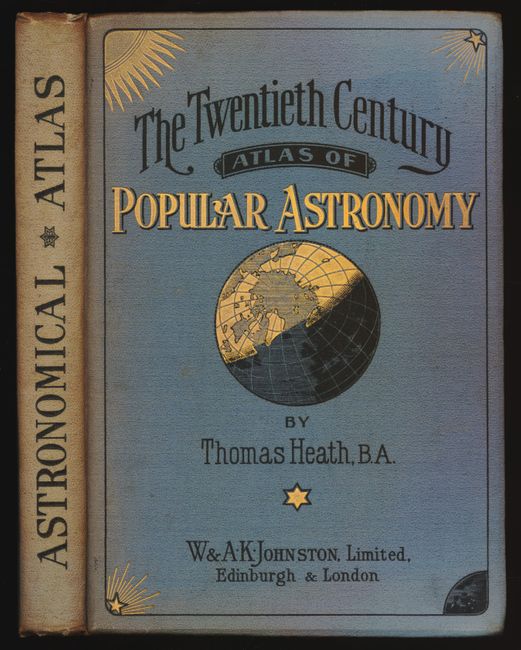 ASTRONOMICAL ATLAS
The Twentieth Century
ATLAS OF
POPULAR ASTRONOMY
BY
Thomas Heath, B.A.
W & A·K·JOHNSTON, Limited,
Edinburgh & London